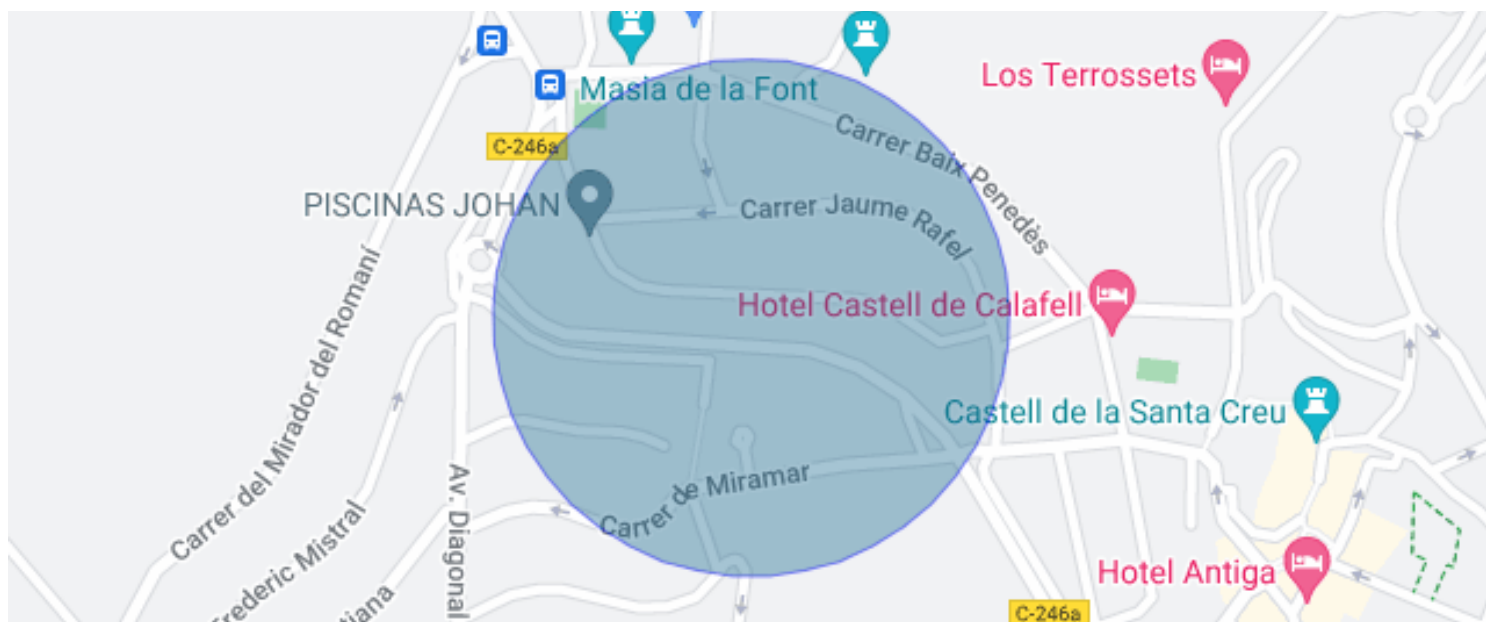 Masia de la Font
Los Terrossets
C-246a
Carrer Baix Penedès
PISCINAS JOHAN
Carrer Jaume Rafel
Carrer del Mirador del Romaní
Hotel Castell de Calafell
Castell de la Santa Creu
Av. Diagonal
Carrer de Miramar
Frederic Mistral
tiana
Hotel Antiga
C-246a